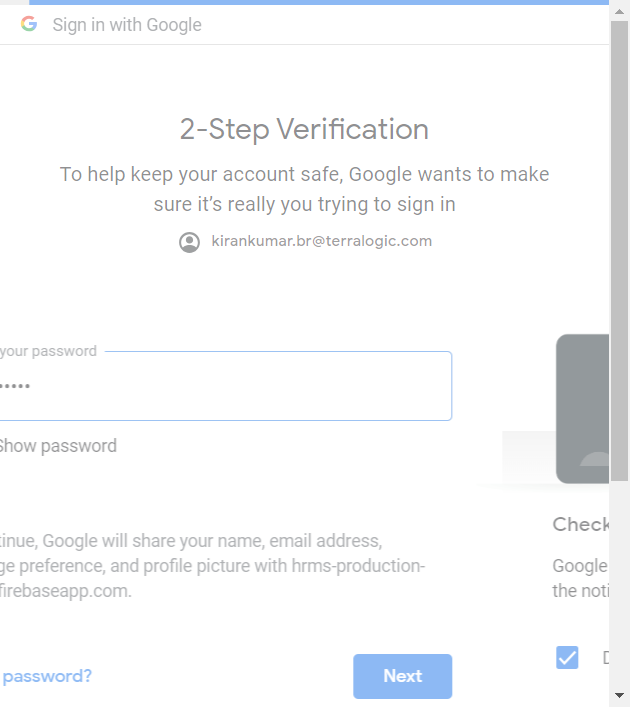 Sign in with Google
2-Step Verification
To help keep your account safe, Google wants to make
sure it's really you trying to sign in
kirankumar.br@terralogic.com
your password
•••••
Show password
tinue, Google will share your name, email address,
ge preference, and profile picture with hrms-production-
firebaseapp.com.
password?
Next
Check
Google
the noti
D